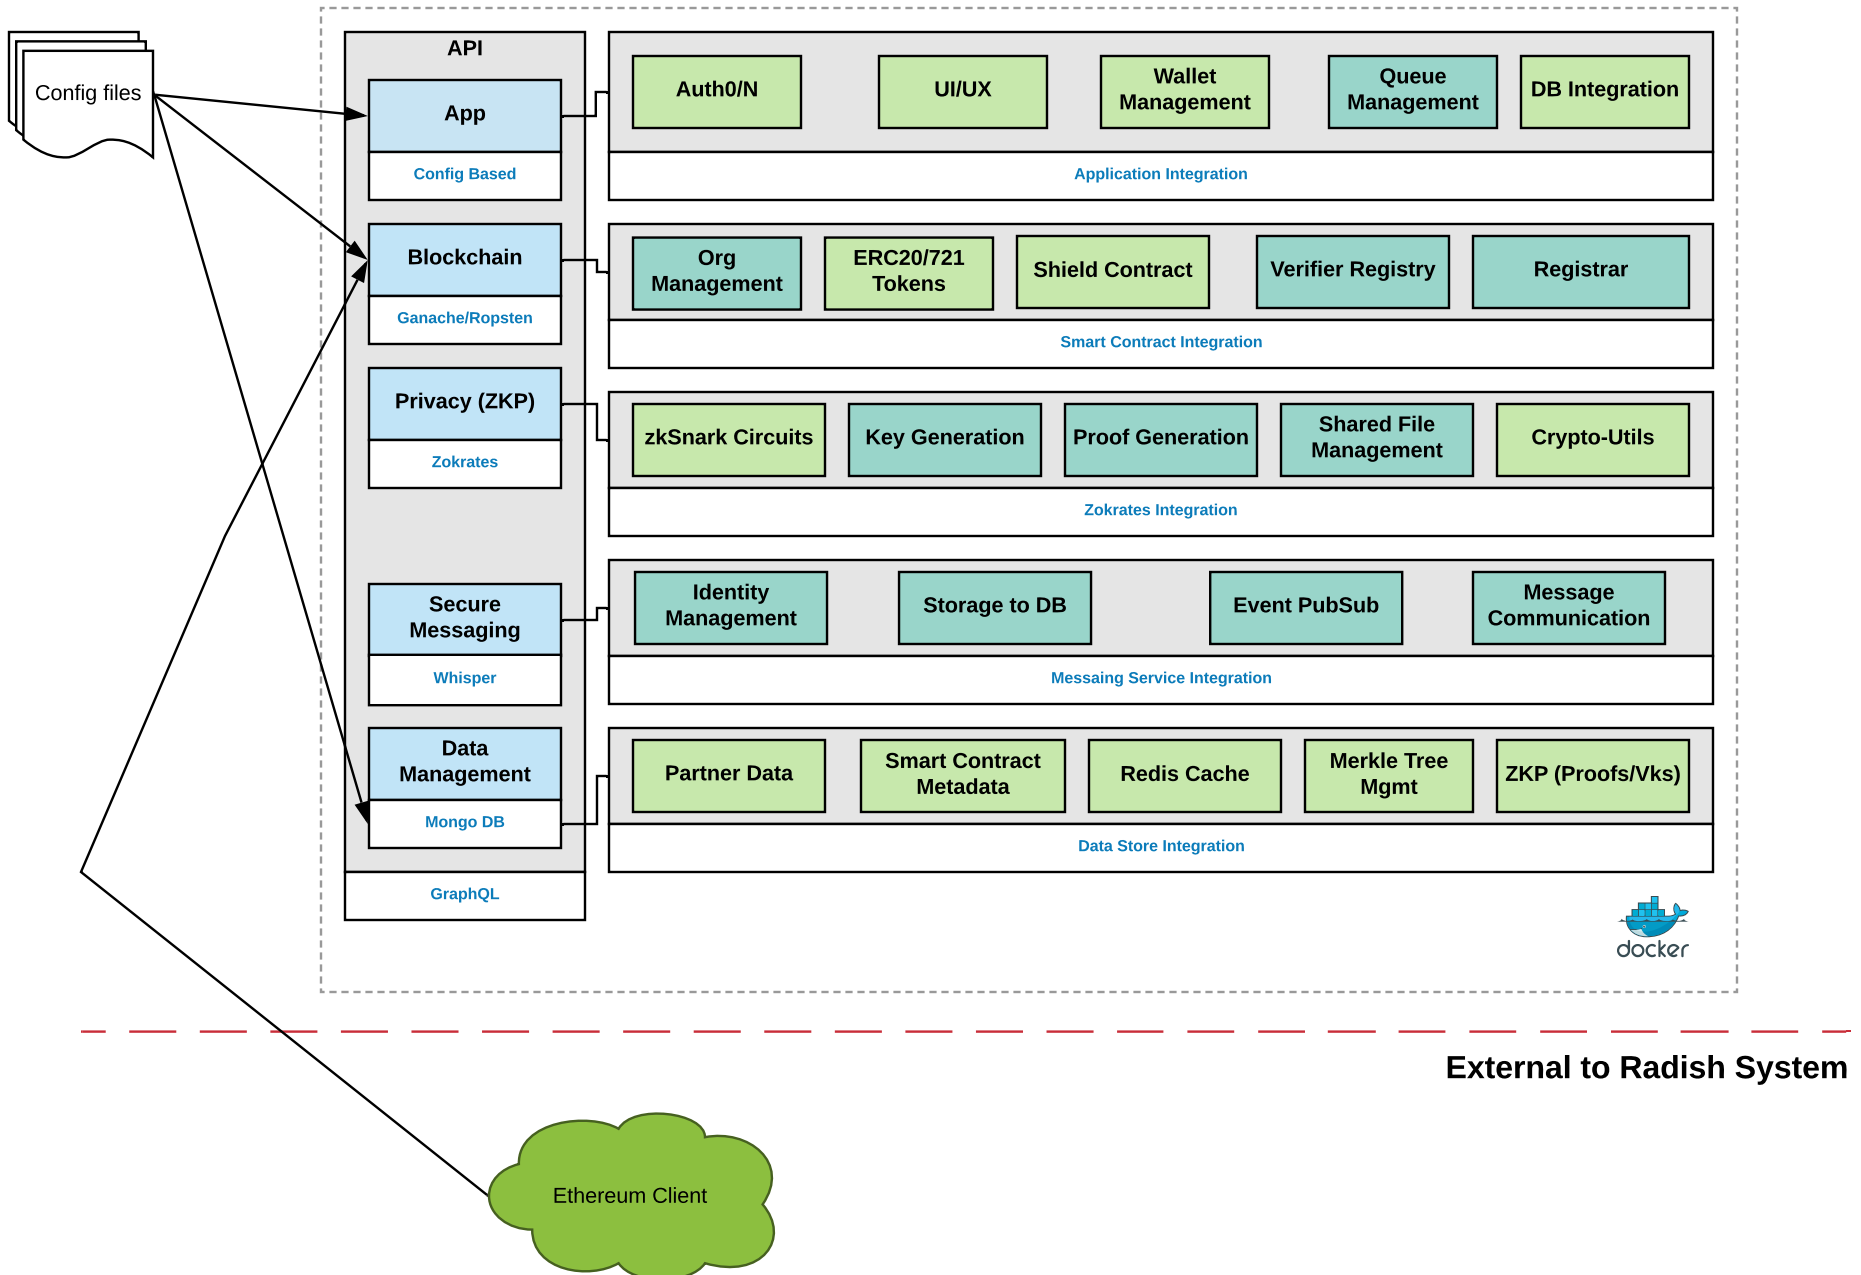 Config files
API
App
Config Based
Auth0/N
UI/UX
Wallet
Management
Queue
Management
DB Integration
Application Integration
Blockchain
Ganache/Ropsten
Org
Management
ERC20/721
Tokens
Shield Contract
Verifier Registry
Registrar
Smart Contract Integration
Privacy (ZKP)
Zokrates
zkSnark Circuits
Key Generation
Proof Generation
Shared File
Management
Crypto-Utils
Zokrates Integration
Secure
Messaging
Whisper
Identity
Management
Storage to DB
Event PubSub
Message
Communication
Messaing Service Integration
Data
Management
Mongo DB
Partner Data
Smart Contract
Metadata
Redis Cache
Merkle Tree
Mgmt
ZKP (Proofs/Vks)
Data Store Integration
GraphQL
docker
External to Radish System
Ethereum Client